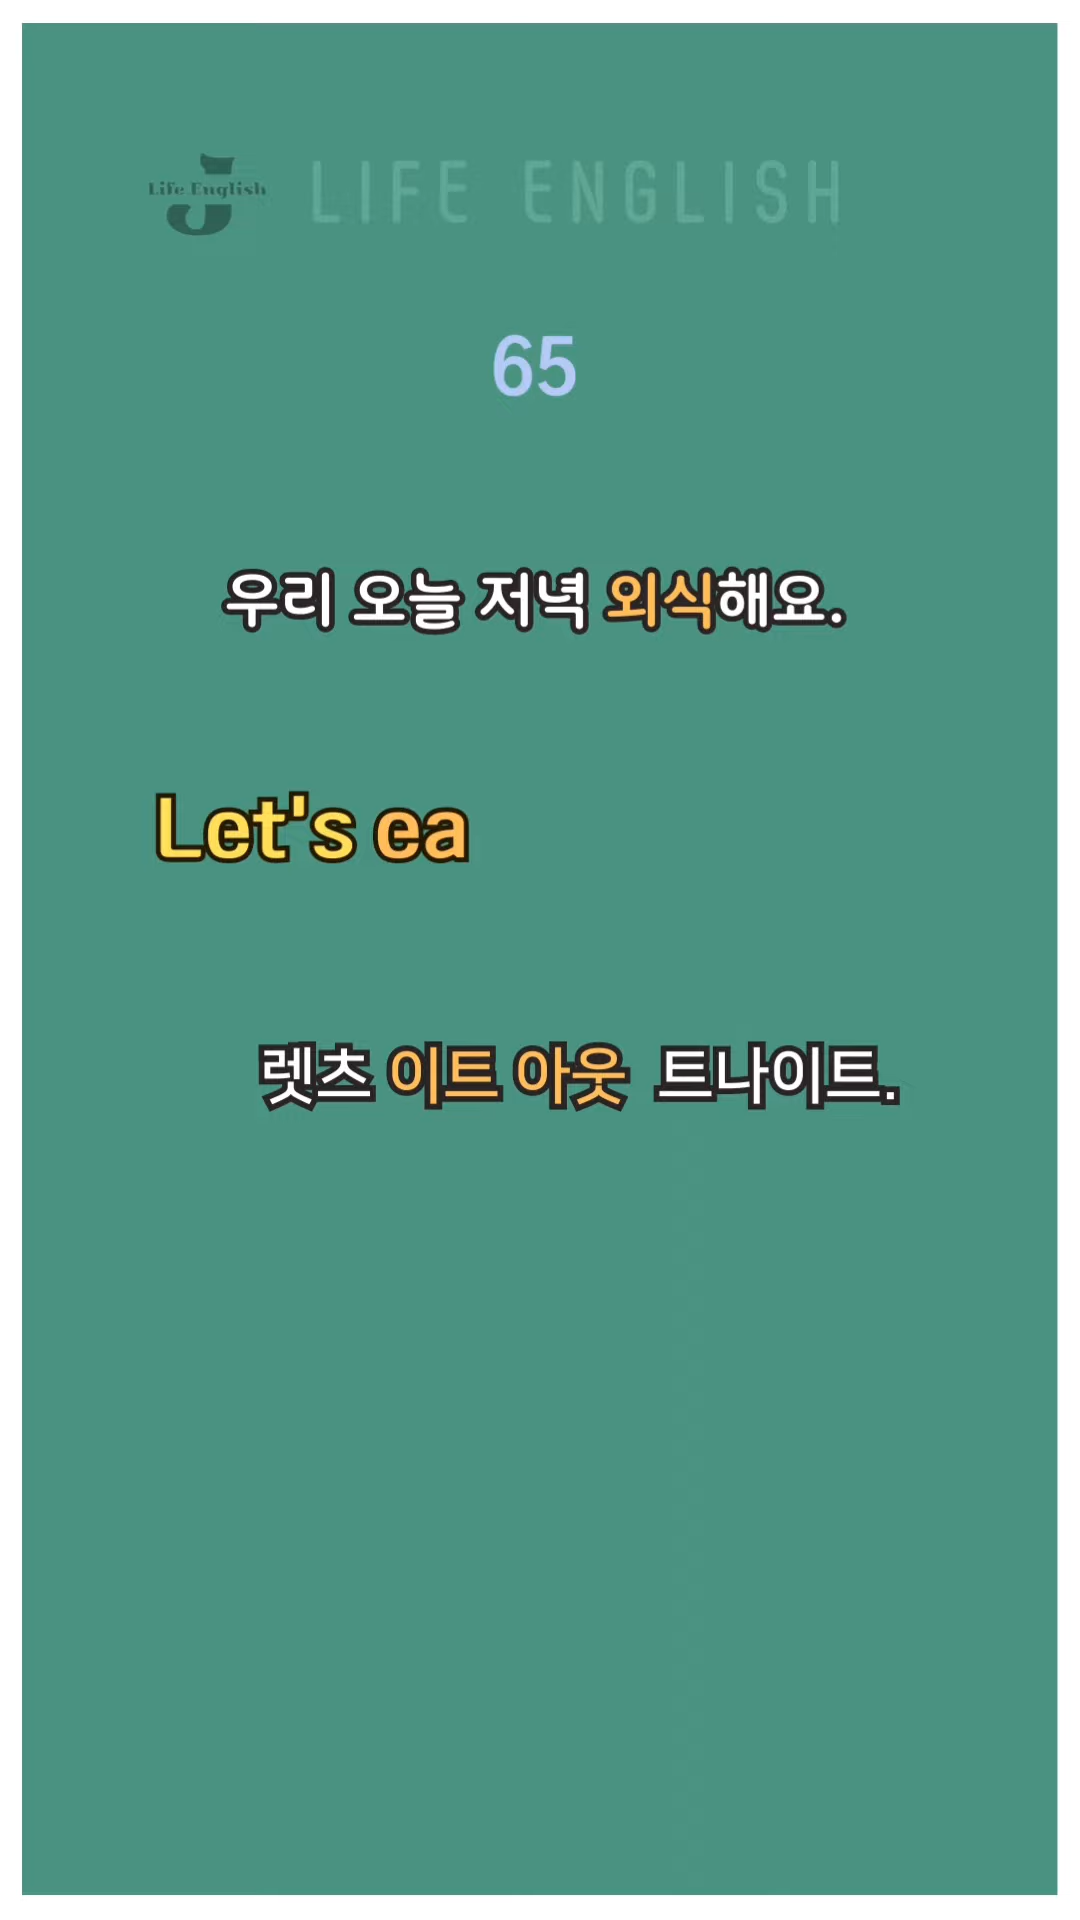 Life English
J
LIFE ENGLISH
65
우리 오늘 저녁 외식해요.
Let's ea
렛츠 이트 아웃 트나이트.